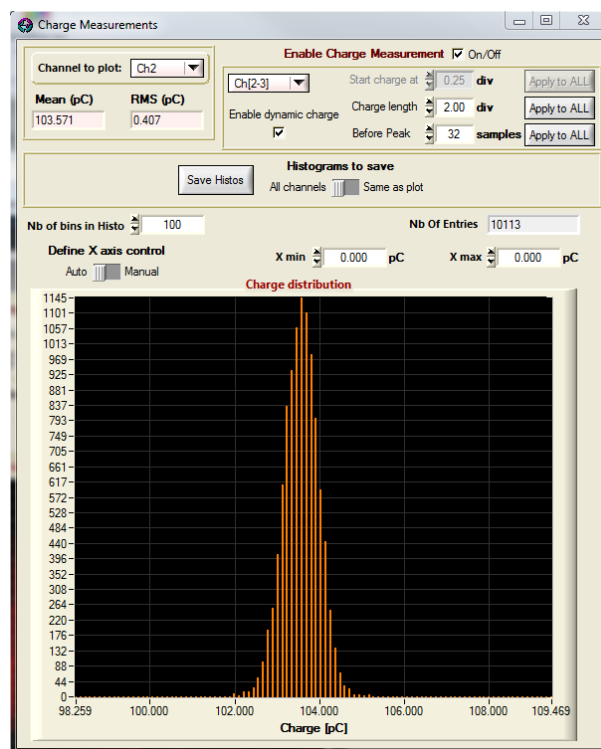 Charge Measurements
Enable Charge Measurement On/Off
Channel to plot: Ch2
Mean (pC) RMS (pC)
103.571 0.407
Ch[2-3] Start charge at 0.25 div Apply to ALL
Enable dynamic charge Charge length 2.00 div Apply to ALL
Before Peak 32 samples Apply to ALL
Histograms to save
Save Histos All channels Same as plot
Nb of bins in Histo 100 Nb Of Entries 10113
Define X axis control
Auto Manual X min 0.000 pC X max 0.000 pC
Charge distribution
1145
1101
1057
1013
969
925
881
837
793
749
705
661
617
572
528
484
440
396
352
308
264
220
176
132
88
44
0
98.259 100.000 102.000 104.000 106.000 108.000 109.469
Charge [pC]